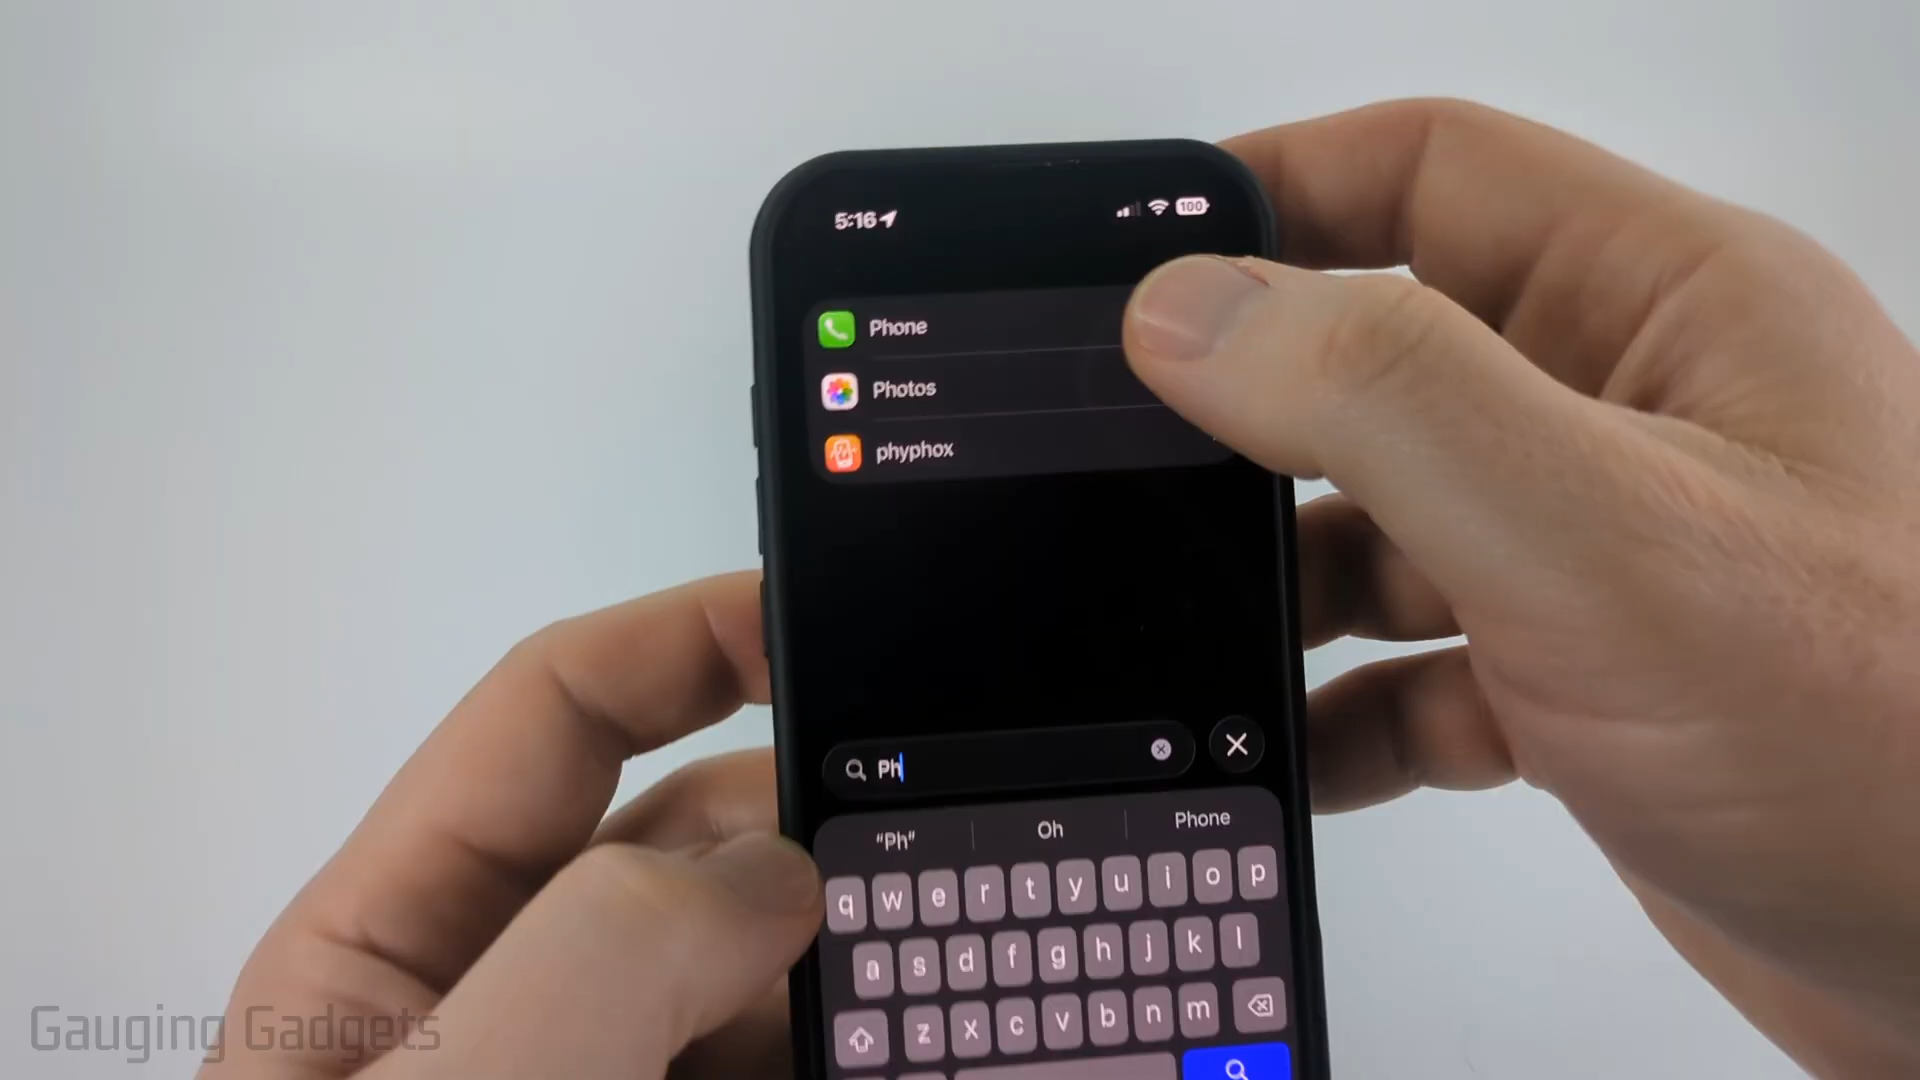 5:16
100
Phone
Photos
phyphox
Ph
"Ph" Oh Phone
q w e r t y u i o p
a s d f g h j k l
z x c v b n m
Gauging Gadgets